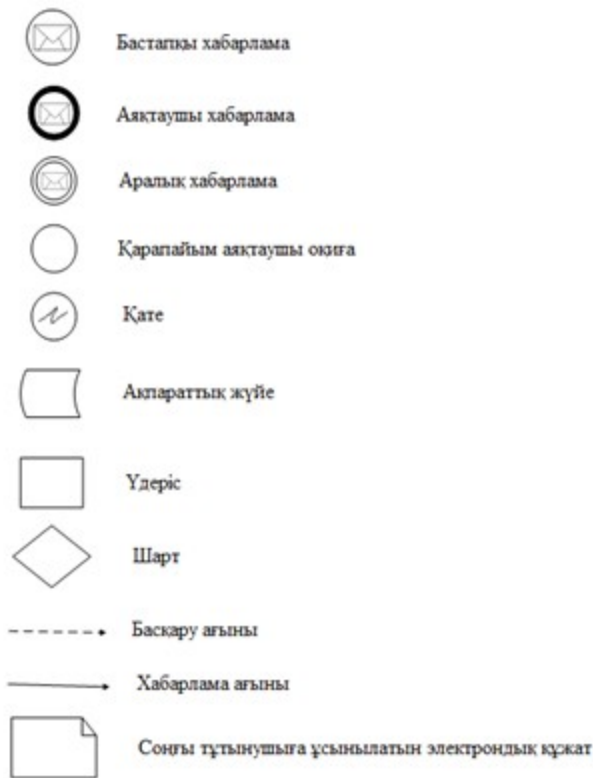 Бастапқы хабарлама
Аяқтаушы хабарлама
Аралық хабарлама
Қарапайым аяқтаушы оқиға
Қате
Ақпараттық жүйе
Үдеріс
Шарт
Басқару ағыны
Хабарлама ағыны
Соңғы тұтынушыға ұсынылатын электрондық құжат